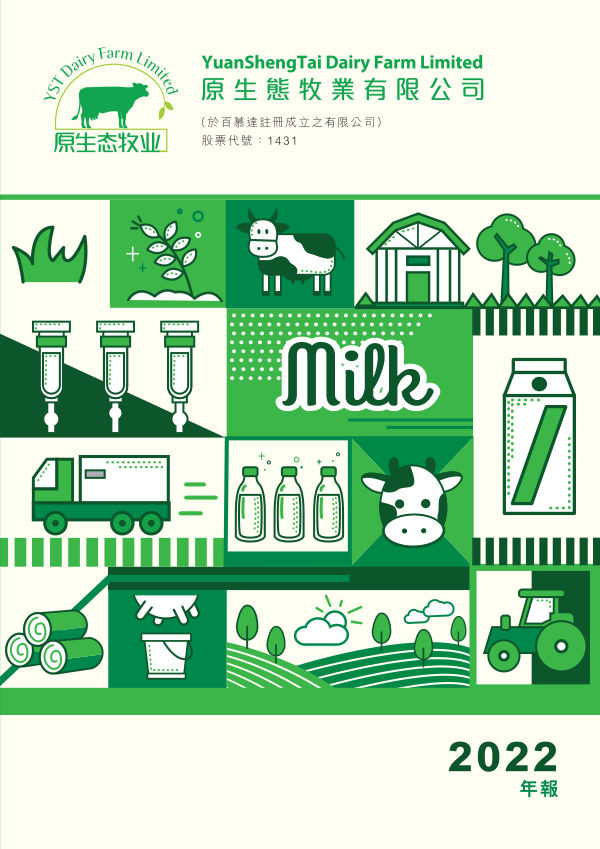 YST Dairy Farm Limited
原生态牧业
YuanShengTai Dairy Farm Limited
原生態牧業有限公司
(於百慕達註冊成立之有限公司)
股票代號：1431
Milk
2022
年報